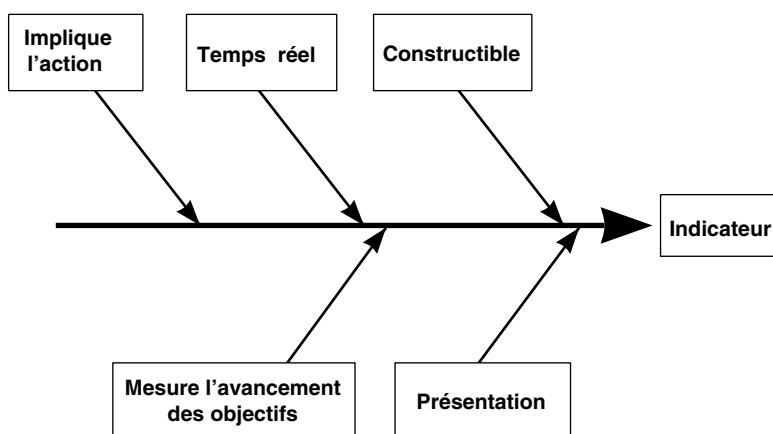 Implique
l'action
Temps réel
Constructible
Indicateur
Mesure l'avancement
des objectifs
Présentation